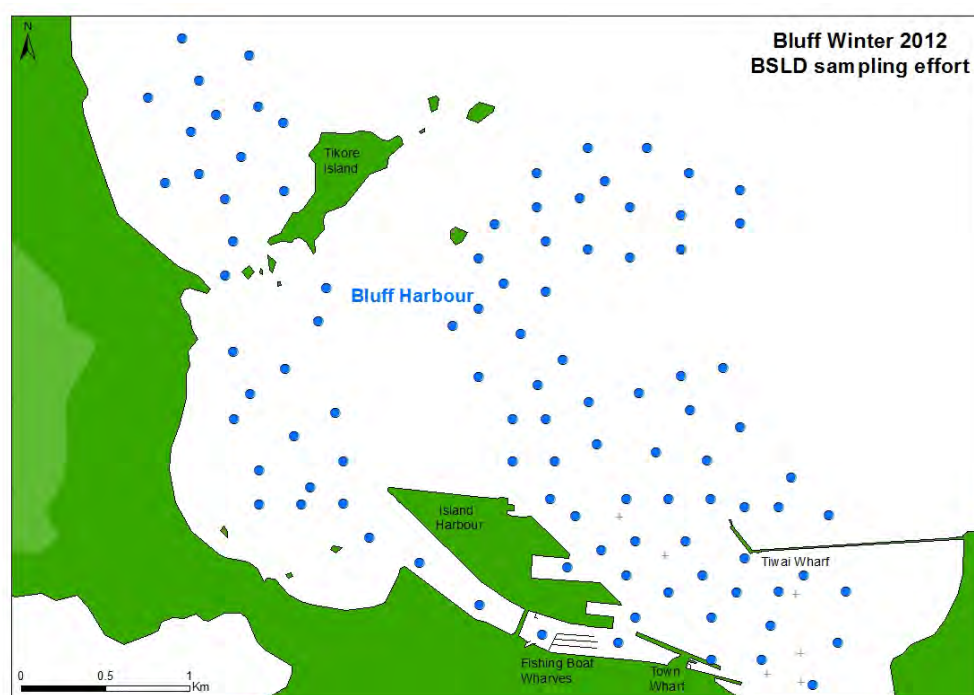 N
Bluff Winter 2012
BSLD sampling effort
Tikore
Island
Bluff Harbour
Island
Harbour
Tiwai Wharf
Fishing Boat
Wharves
Town
Wharf
0 0.5 1
Km